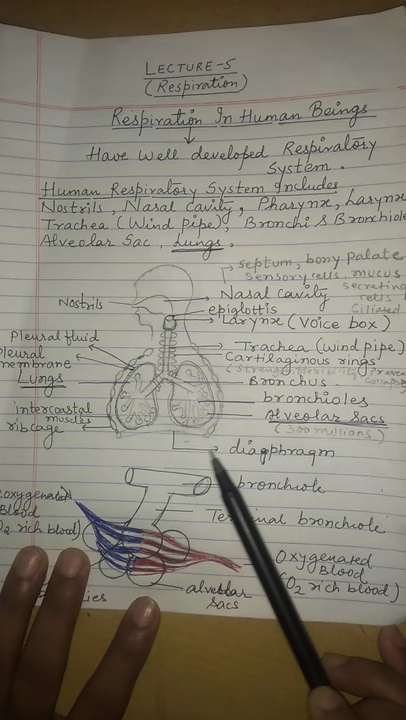 LECTURE-5
(Respiration)
Respiration In Human Beings
Have well developed Respiratory
System.
Human Respiratory System Includes
Nostrils, Nasal Cavity, Pharynx, Larynx
Trachea (Wind Pipe), Bronchi & Bronchiole
Alveolar Sac, Lungs.
septum, bony palate
Sensory cells, mucus
secreting
cells
Ciliated
Nostrils
Nasal cavity
epiglottis
Larynx (Voice box)
Pleural fluid
Trachea (wind pipe)
Pleural
membrane
Cartilaginous rings
(Strength, flexibility
collapse
Lungs
Bronchus
bronchioles
intercostal
muscles
Alveolar Sacs
ribcage
(300 millions)
diagphragm
bronchiole
oxygenated
Blood
O2 rich blood)
Terminal bronchiole
Oxygenated
Blood
(O2 rich blood)
ies
alveolar
Sacs